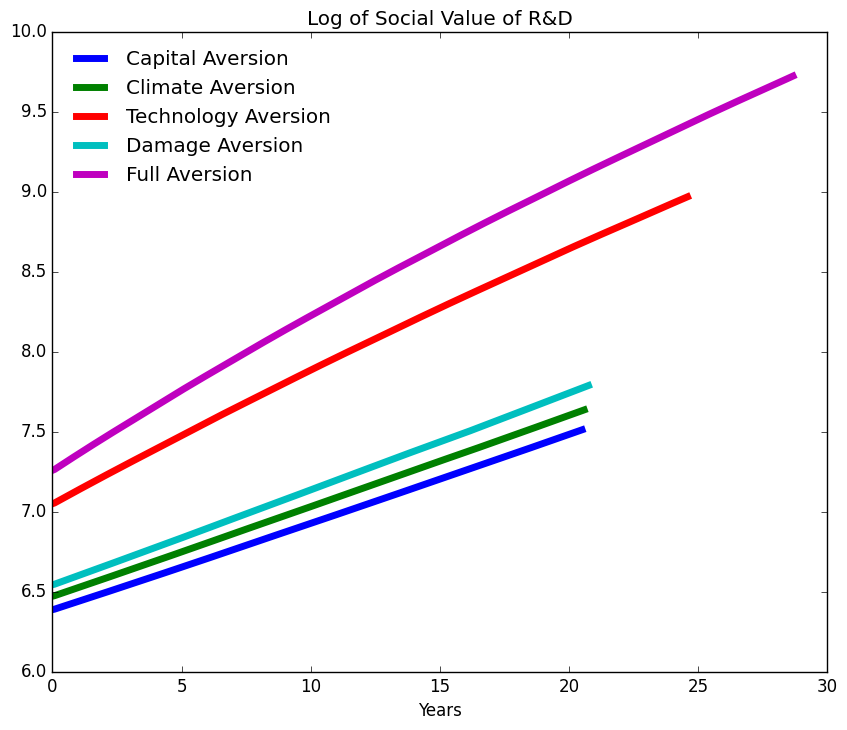 Log of Social Value of R&D
10.0
9.5
9.0
8.5
8.0
7.5
7.0
6.5
6.0
Capital Aversion
Climate Aversion
Technology Aversion
Damage Aversion
Full Aversion
0 5 10 15 20 25 30
Years